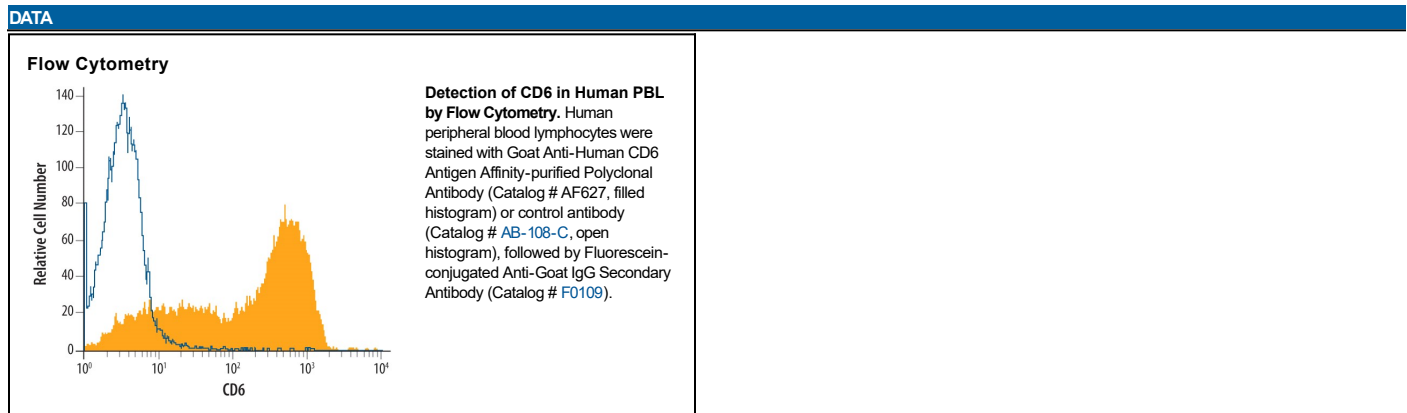 DATA
Flow Cytometry
140
120
100
80
60
40
20
0
Relative Cell Number
10⁰ 10¹ 10² 10³ 10⁴
CD6
Detection of CD6 in Human PBL
by Flow Cytometry. Human
peripheral blood lymphocytes were
stained with Goat Anti-Human CD6
Antigen Affinity-purified Polyclonal
Antibody (Catalog # AF627, filled
histogram) or control antibody
(Catalog # AB-108-C, open
histogram), followed by Fluorescein-
conjugated Anti-Goat IgG Secondary
Antibody (Catalog # F0109).